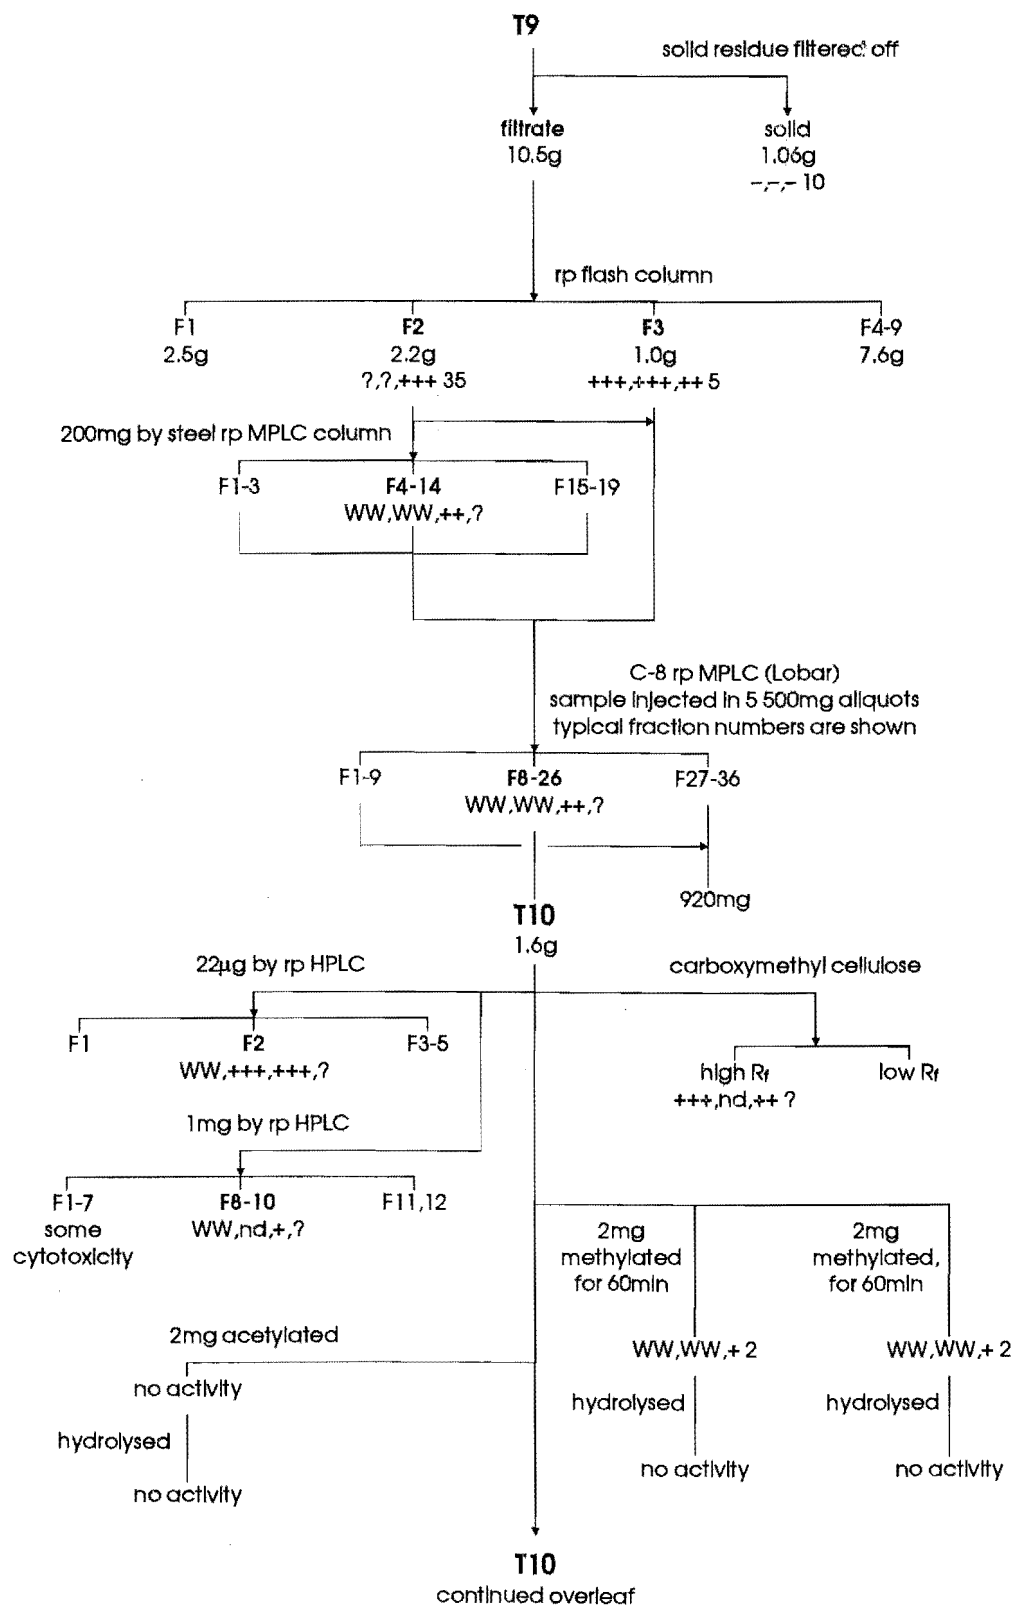 T9
solid residue filtered off
filtrate
10.5g
solid
1.06g
–,–,– 10
rp flash column
F1
2.5g
F2
2.2g
?,?,+++ 35
F3
1.0g
+++,+++,++ 5
F4-9
7.6g
200mg by steel rp MPLC column
F1-3
F4-14
WW,WW,++,?
F15-19
C-8 rp MPLC (Lobar)
sample injected in 5 500mg aliquots
typical fraction numbers are shown
F1-9
F8-26
WW,WW,++,?
F27-36
920mg
T10
1.6g
22µg by rp HPLC
carboxymethyl cellulose
F1
F2
WW,+++,+++,?
F3-5
high Rf
+++,nd,++ ?
low Rf
1mg by rp HPLC
F1-7
some
cytotoxicity
F8-10
WW,nd,+,?
F11,12
2mg
methylated
for 60min
2mg
methylated,
for 60min
2mg acetylated
WW,WW,+ 2
WW,WW,+ 2
no activity
hydrolysed
hydrolysed
hydrolysed
no activity
no activity
no activity
T10
continued overleaf